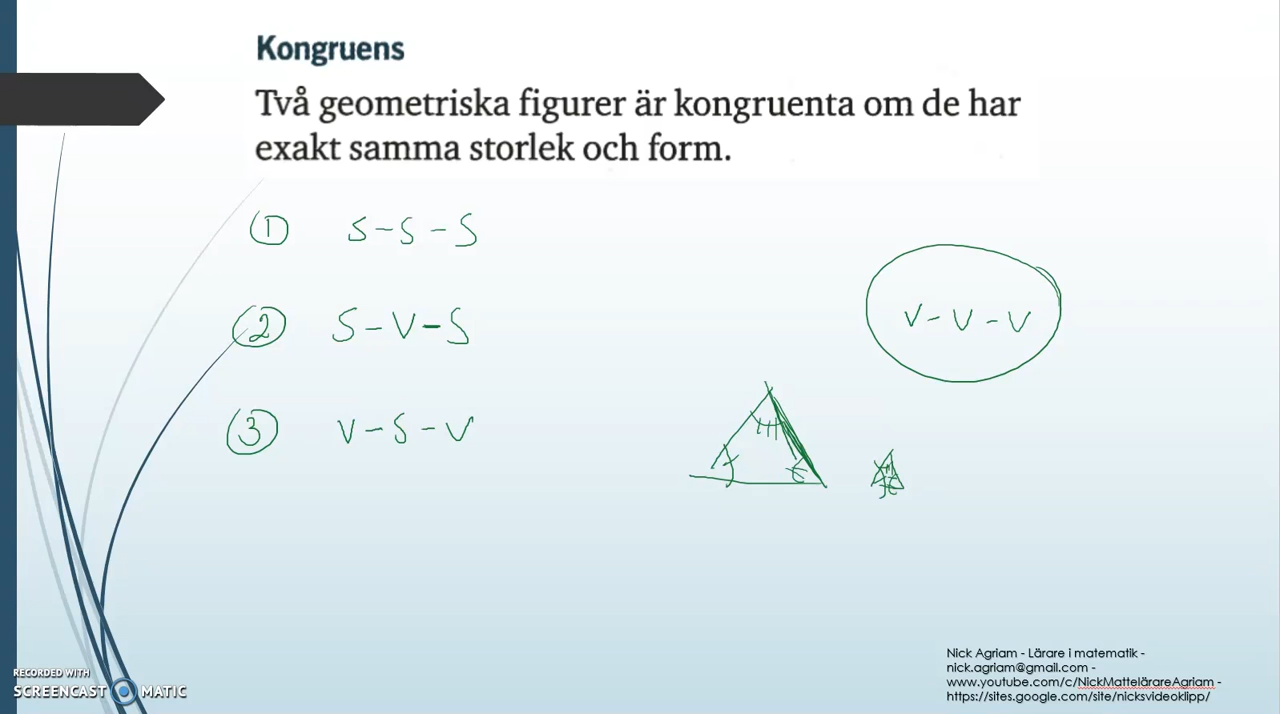 Kongruens
Två geometriska figurer är kongruenta om de har
exakt samma storlek och form.
① S-S-S
② S-V-S
③ V-S-V
V-V-V
Nick Agriam - Lärare i matematik -
nick.agriam@gmail.com -
www.youtube.com/c/NickMattelärareAgriam -
https://sites.google.com/site/nicksvideoklipp/
RECORDED WITH
SCREENCAST MATIC